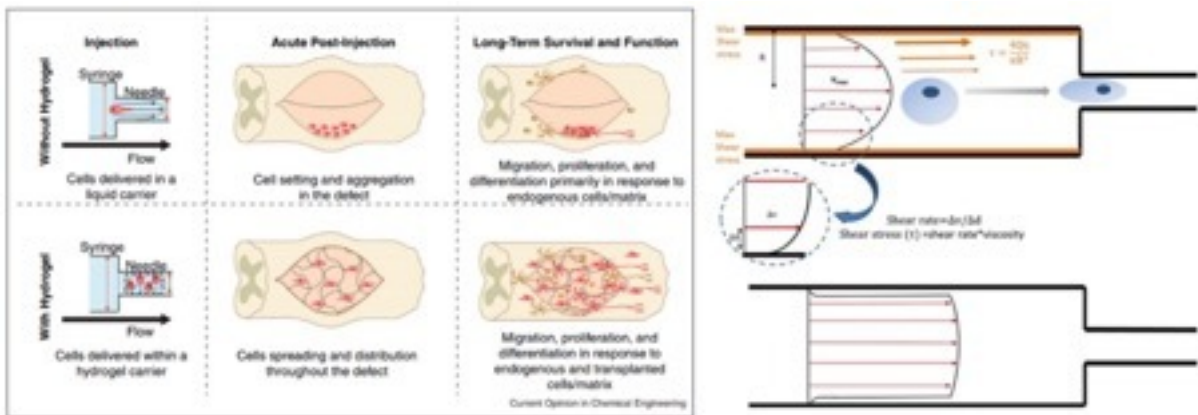 Injection
Acute Post-Injection
Long-Term Survival and Function
Without Hydrogel
Syringe
Needle
Flow
Cells delivered in a
liquid carrier
Cell setting and aggregation
in the defect
Migration, proliferation, and
differentiation primarily in response to
endogenous cells/matrix
With Hydrogel
Syringe
Needle
Flow
Cells delivered within a
hydrogel carrier
Cells spreading and distribution
throughout the defect
Migration, proliferation, and
differentiation in response to
endogenous and transplanted
cells/matrix
Current Opinion in Chemical Engineering
Max
Shear
stress
R
Max
Shear
stress
Δv
Shear rate=Δv/Δd
Shear stress (τ)=shear rate*viscosity